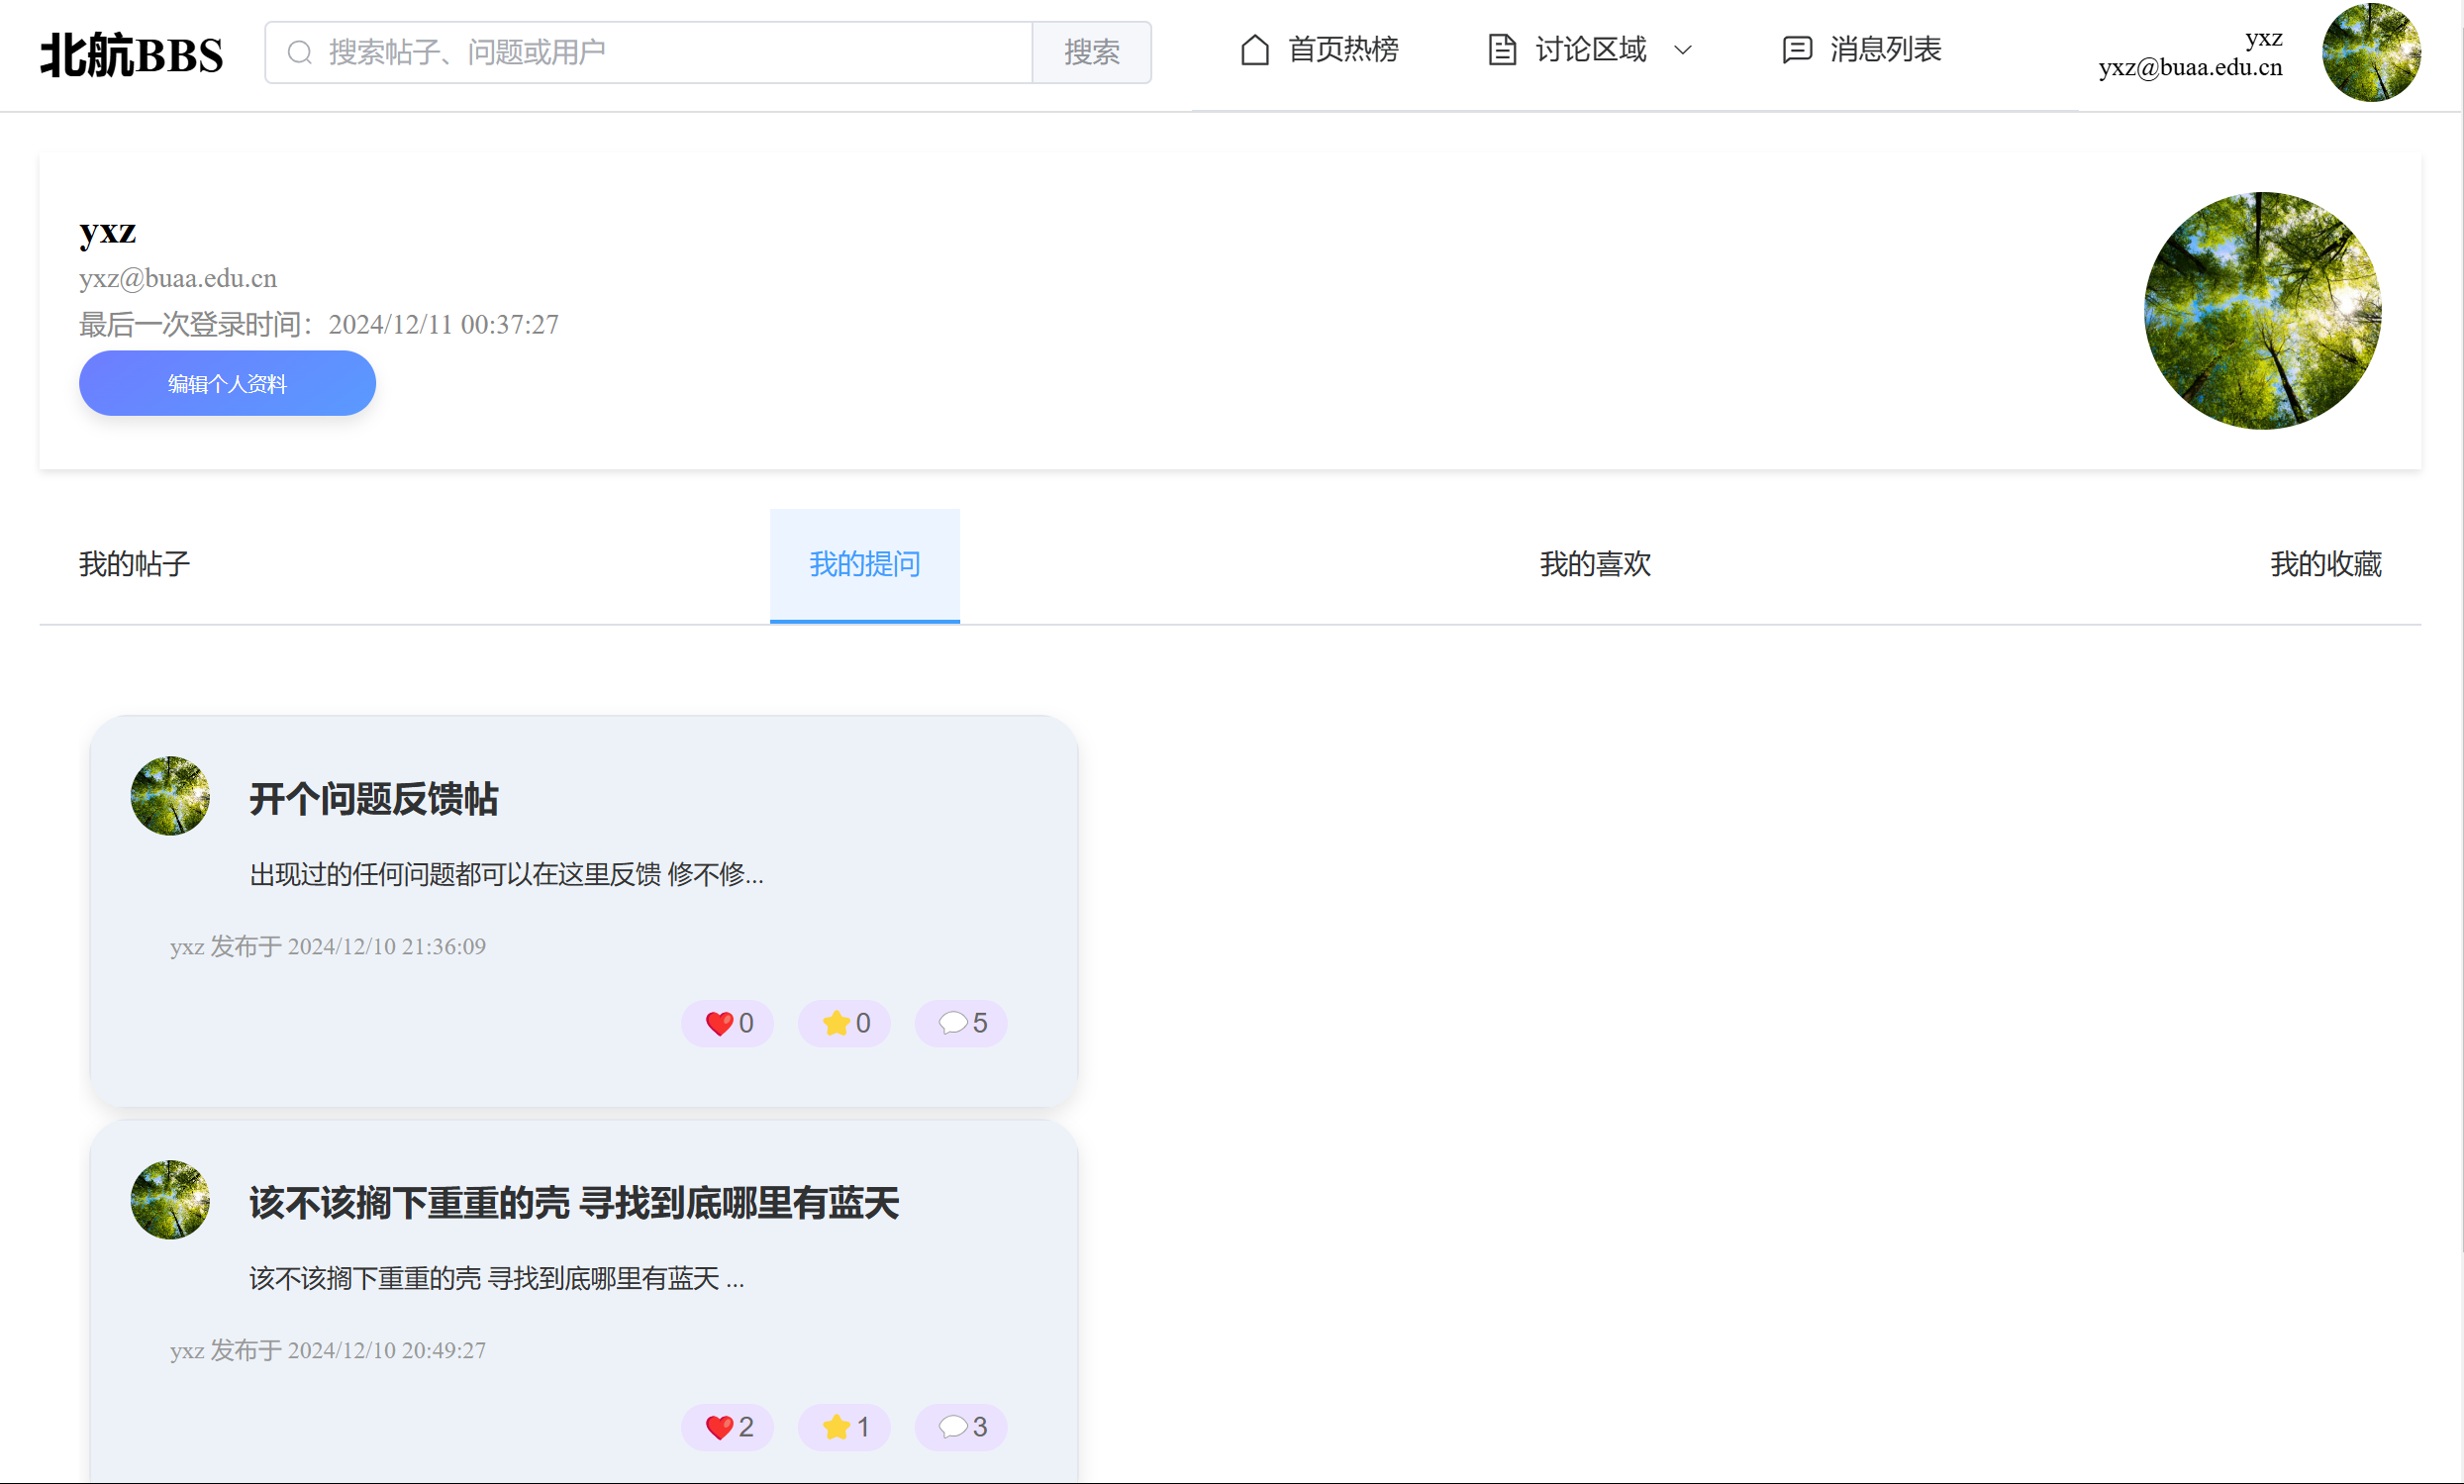 北航BBS
搜索帖子、问题或用户
搜索
首页热榜
讨论区域
消息列表
yxz
yxz@buaa.edu.cn
yxz
yxz@buaa.edu.cn
最后一次登录时间：2024/12/11 00:37:27
编辑个人资料
我的帖子
我的提问
我的喜欢
我的收藏
开个问题反馈帖
出现过的任何问题都可以在这里反馈 修不修...
yxz 发布于 2024/12/10 21:36:09
0
0
5
该不该搁下重重的壳 寻找到底哪里有蓝天
该不该搁下重重的壳 寻找到底哪里有蓝天 ...
yxz 发布于 2024/12/10 20:49:27
2
1
3